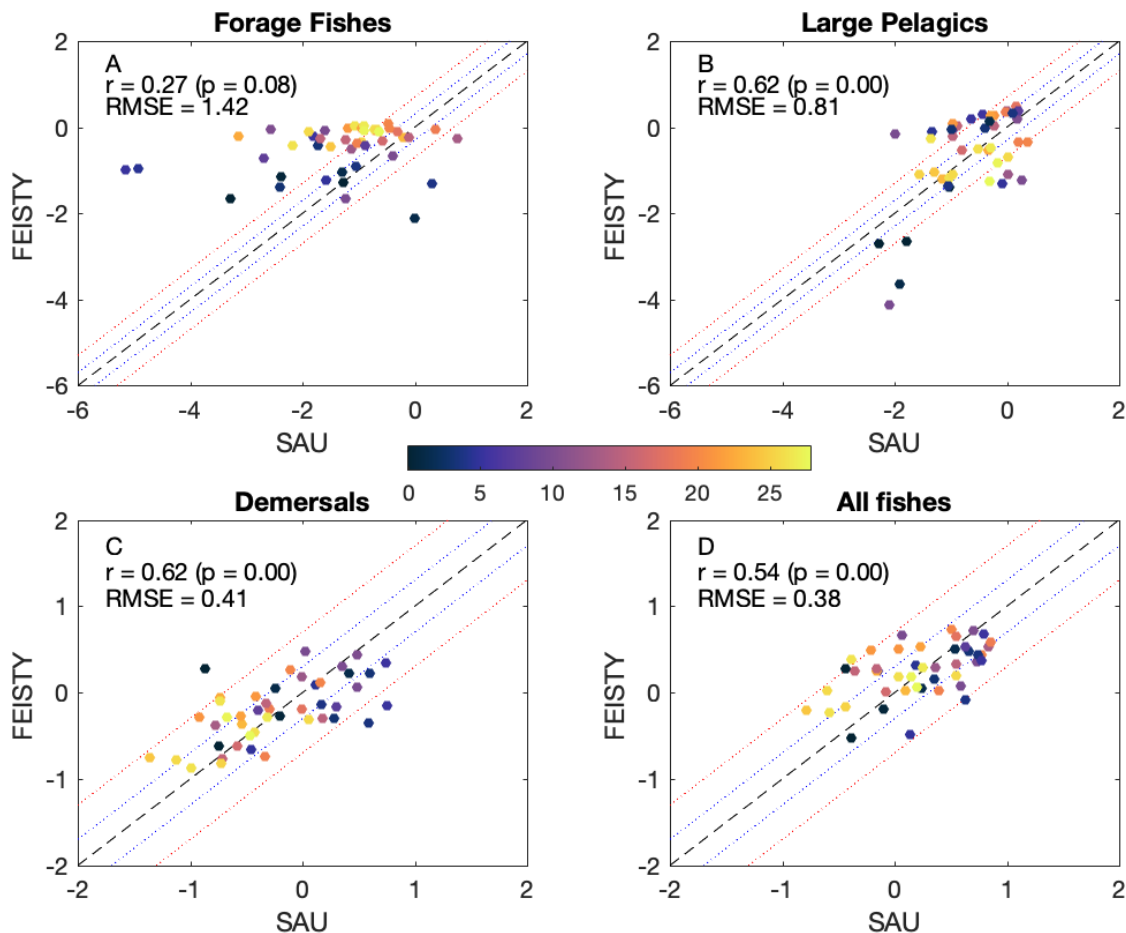 Forage Fishes
2
0
-2
-4
-6
FEISTY
A
r = 0.27 (p = 0.08)
RMSE = 1.42
-6 -4 -2 0 2
SAU
Large Pelagics
2
0
-2
-4
-6
FEISTY
B
r = 0.62 (p = 0.00)
RMSE = 0.81
-6 -4 -2 0 2
SAU
0 5 10 15 20 25
Demersals
2
1
0
-1
-2
FEISTY
C
r = 0.62 (p = 0.00)
RMSE = 0.41
-2 -1 0 1 2
SAU
All fishes
2
1
0
-1
-2
FEISTY
D
r = 0.54 (p = 0.00)
RMSE = 0.38
-2 -1 0 1 2
SAU